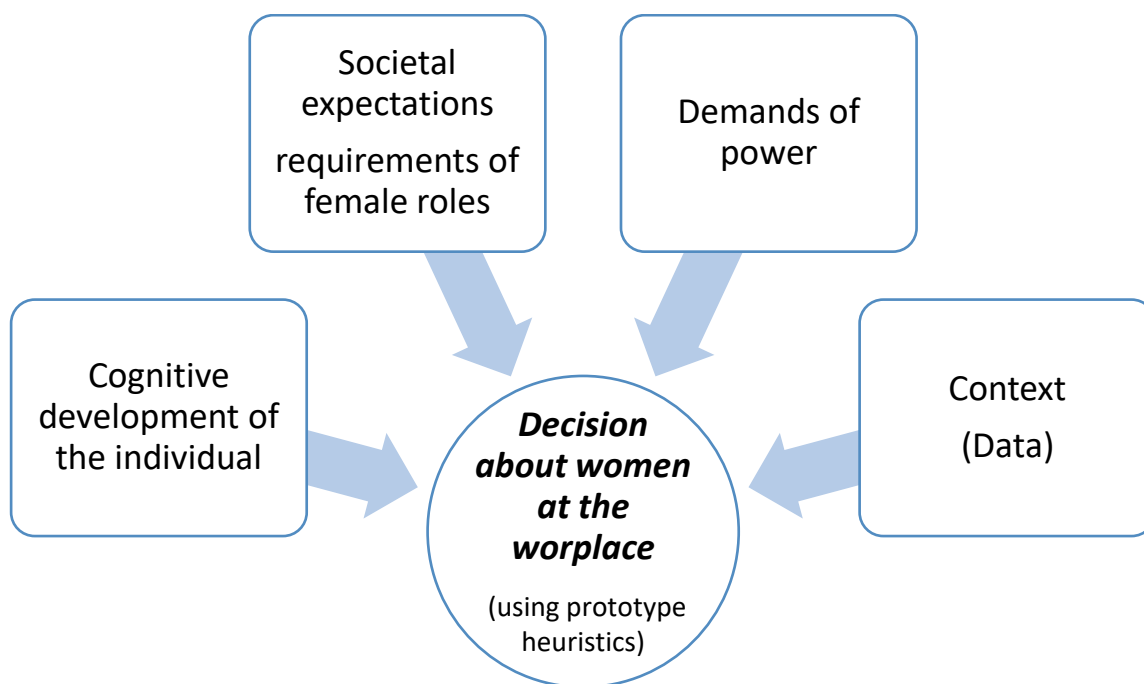 Societal
expectations
requirements of
female roles
Demands of
power
Cognitive
development of
the individual
Context
(Data)
Decision
about women
at the
worplace
(using prototype
heuristics)